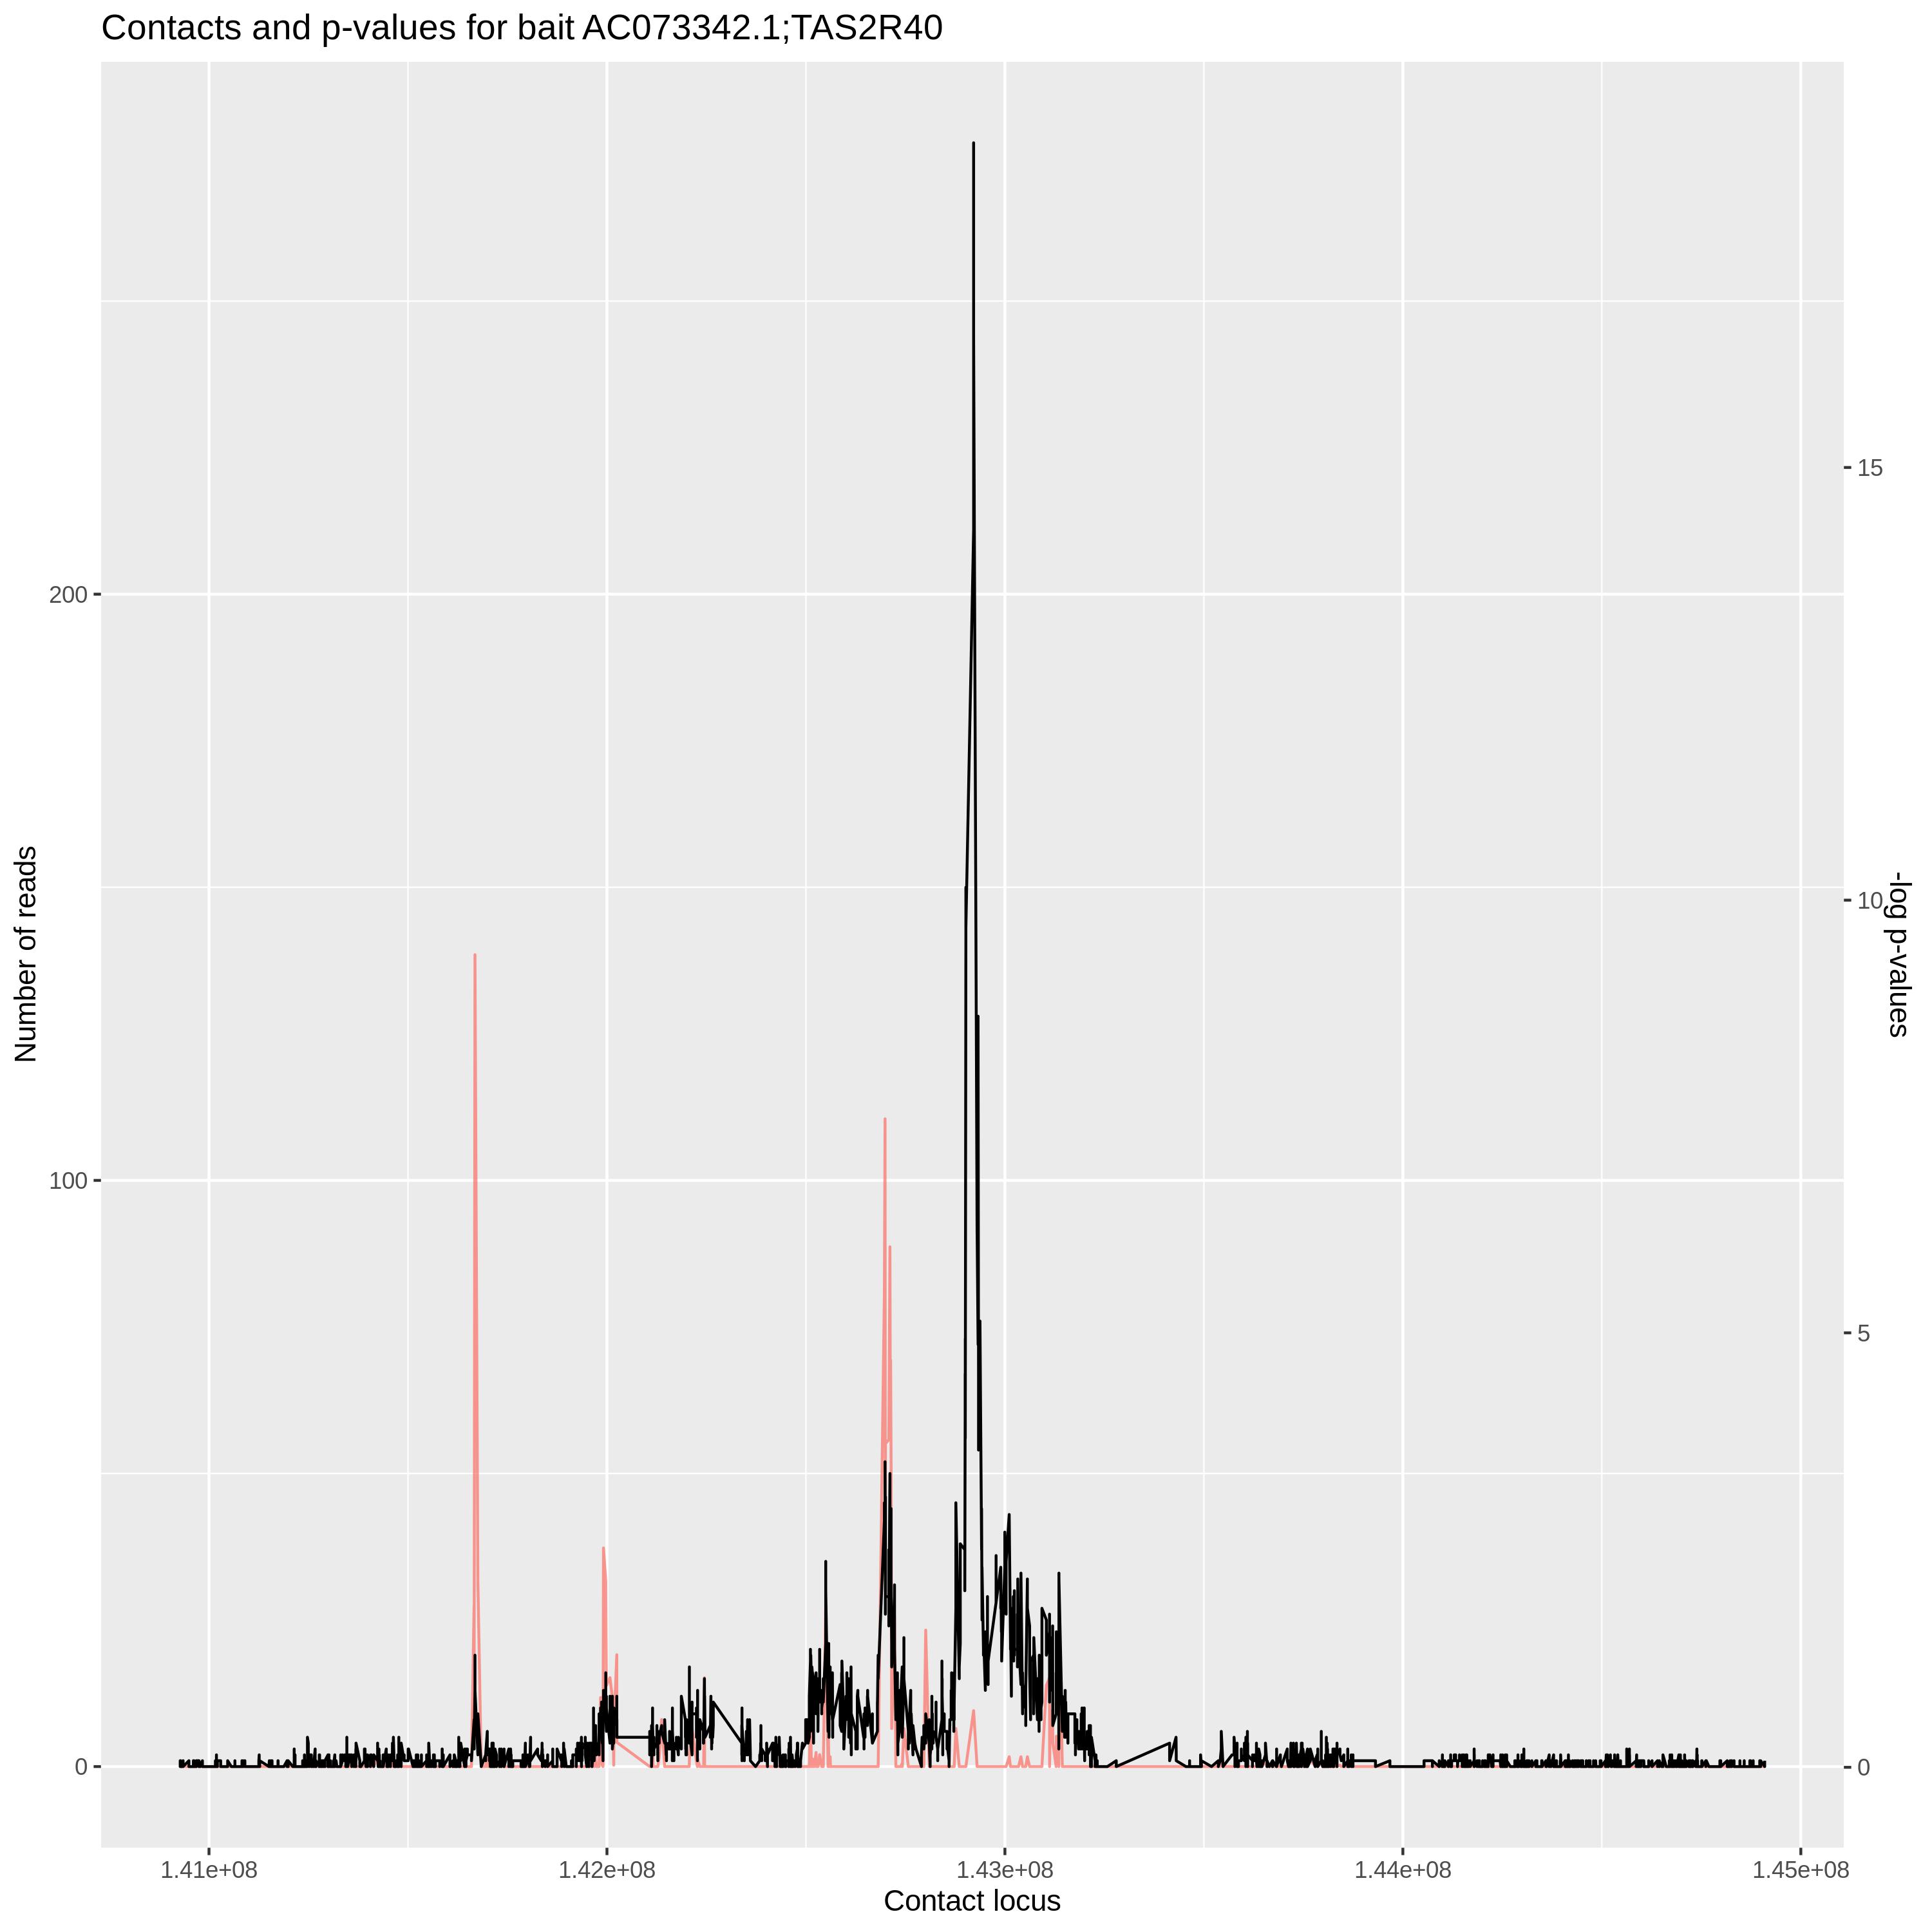 Contacts and p-values for bait AC073342.1;TAS2R40
Number of reads
200
100
0
15
10
5
0
-log p-values
1.41e+08 1.42e+08 1.43e+08 1.44e+08 1.45e+08
Contact locus